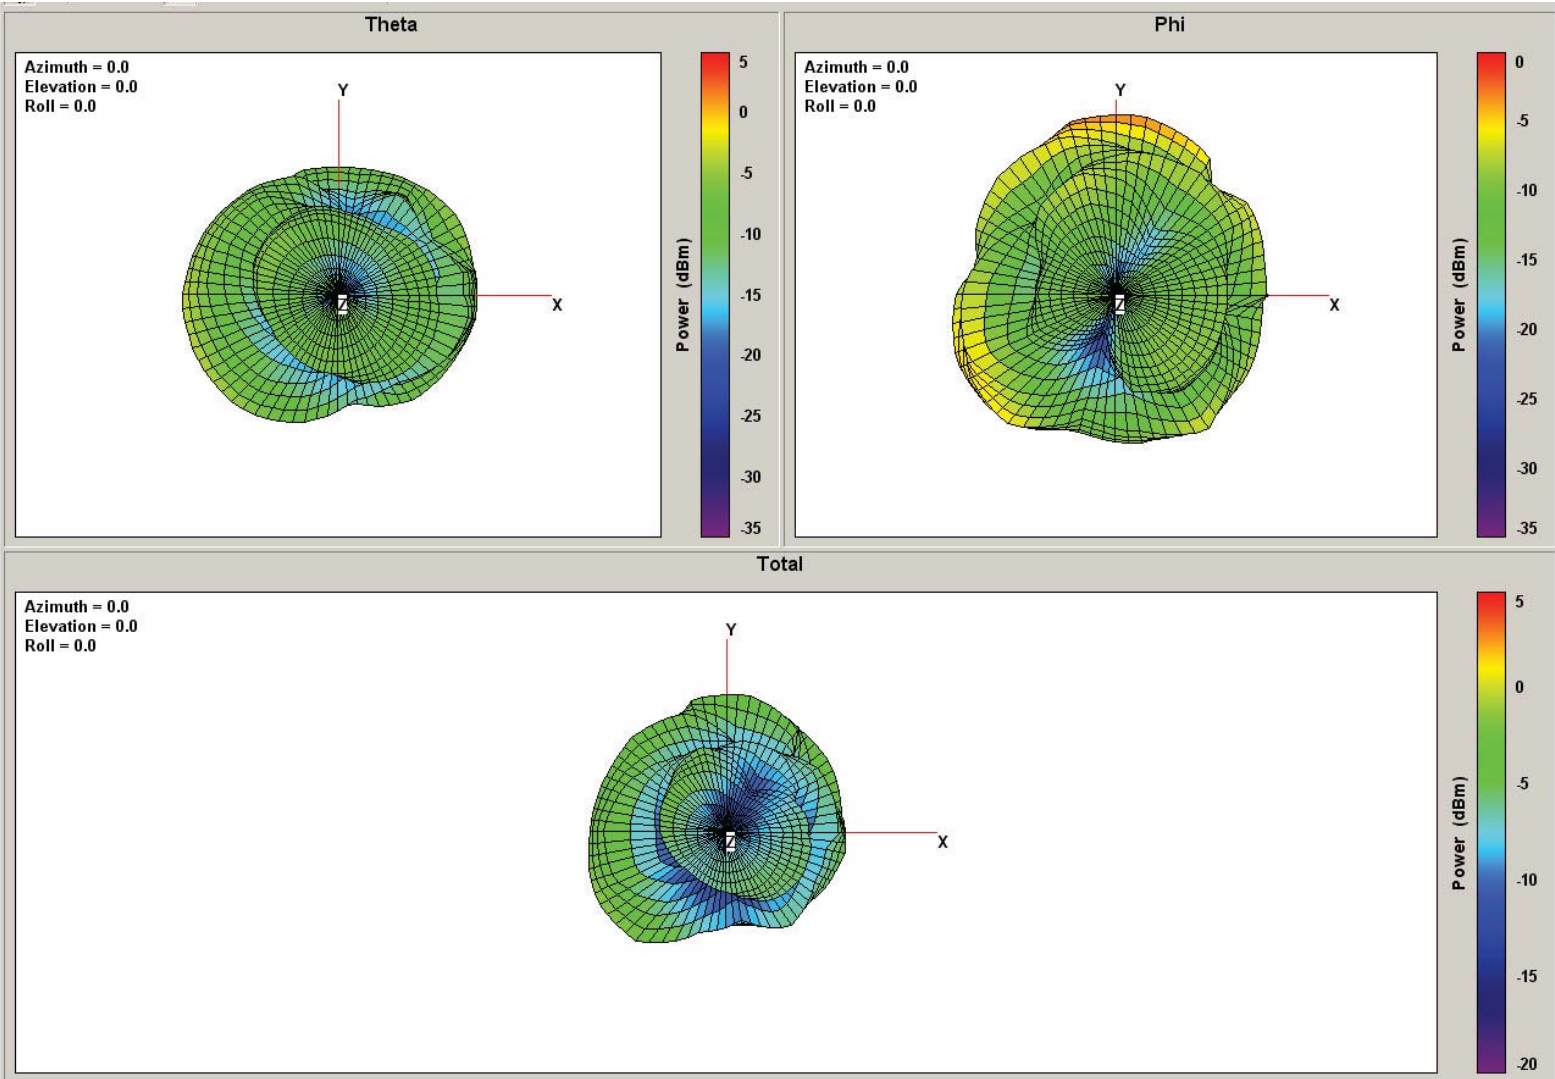 Theta
Azimuth = 0.0
Elevation = 0.0
Roll = 0.0
Y
X
Z
Power (dBm)
5
0
-5
-10
-15
-20
-25
-30
-35
Phi
Azimuth = 0.0
Elevation = 0.0
Roll = 0.0
Y
X
Z
Power (dBm)
0
-5
-10
-15
-20
-25
-30
-35
Total
Azimuth = 0.0
Elevation = 0.0
Roll = 0.0
Y
X
Z
Power (dBm)
5
0
-5
-10
-15
-20